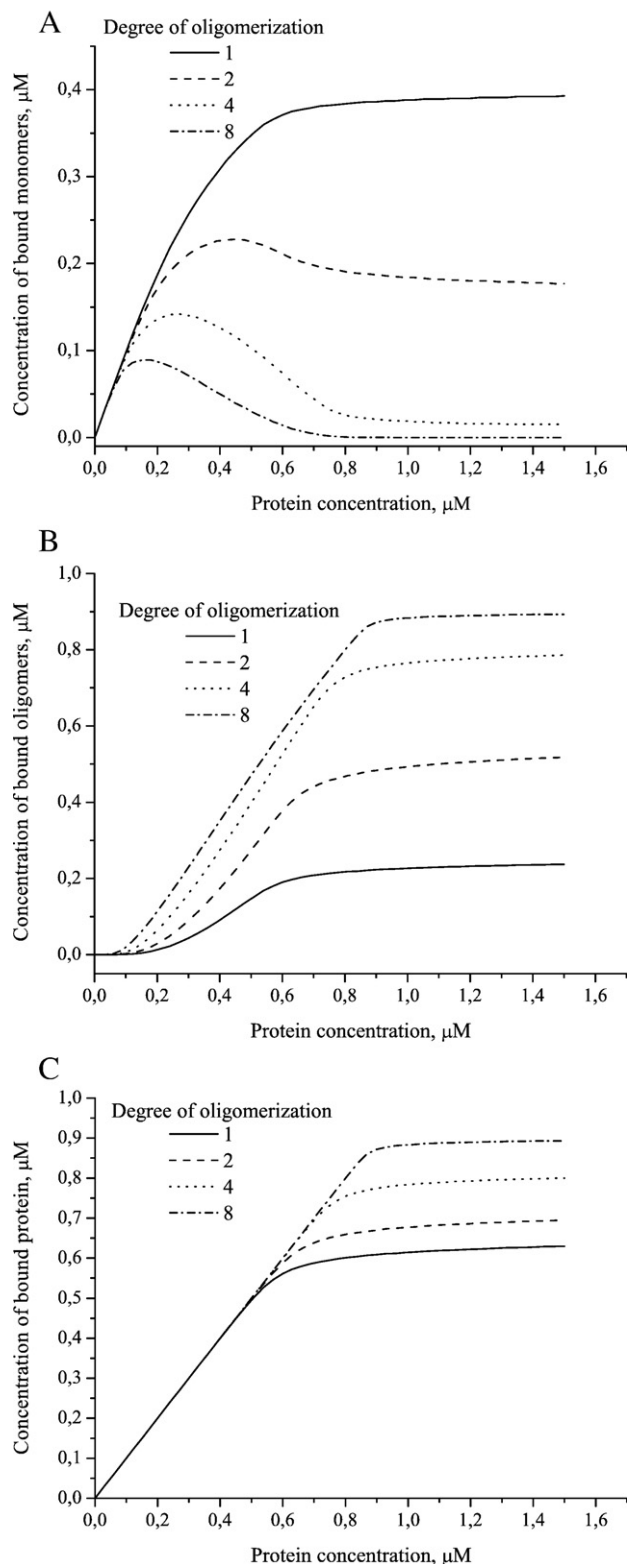 A
Degree of oligomerization
1
2
4
8
Concentration of bound monomers, μM
0,4
0,3
0,2
0,1
0,0
0,0 0,2 0,4 0,6 0,8 1,0 1,2 1,4 1,6
Protein concentration, μM
B
Degree of oligomerization
1
2
4
8
Concentration of bound oligomers, μM
1,0
0,8
0,6
0,4
0,2
0,0
0,0 0,2 0,4 0,6 0,8 1,0 1,2 1,4 1,6
Protein concentration, μM
C
Degree of oligomerization
1
2
4
8
Concentration of bound protein, μM
1,0
0,9
0,8
0,7
0,6
0,5
0,4
0,3
0,2
0,1
0,0
0,0 0,2 0,4 0,6 0,8 1,0 1,2 1,4 1,6
Protein concentration, μM